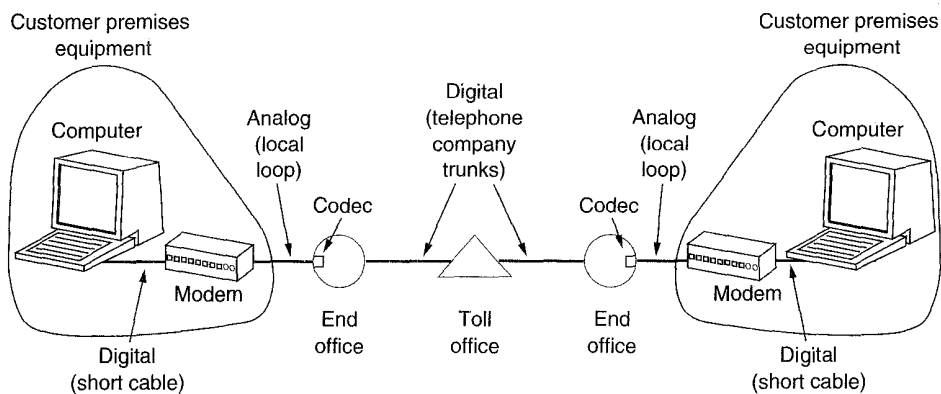 Customer premises
equipment
Computer
Modem
Digital
(short cable)
Analog
(local
loop)
Codec
End
office
Digital
(telephone
company
trunks)
Toll
office
Codec
End
office
Analog
(local
loop)
Customer premises
equipment
Computer
Modem
Digital
(short cable)